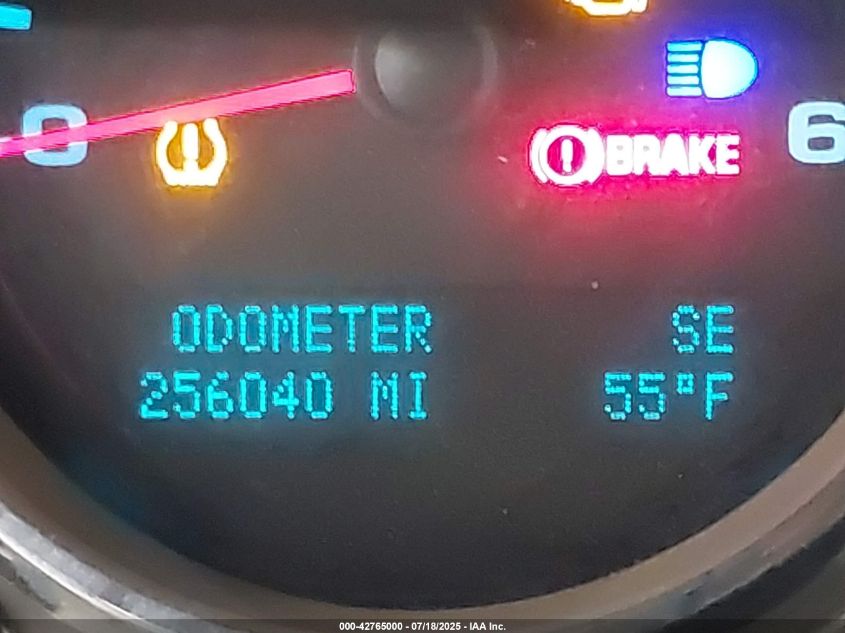 0
6
BRAKE
ODOMETER SE
256040 MI 55°F
000-42765000 - 07/18/2025 - IAA Inc.